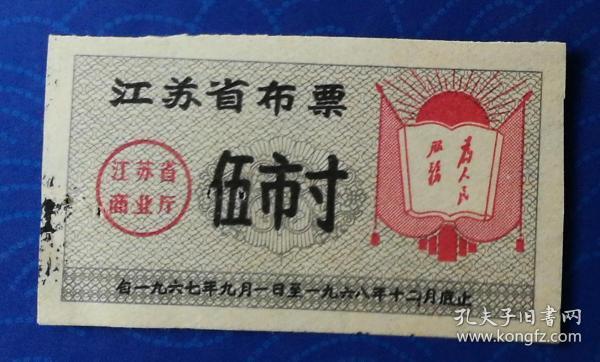 江苏省布票
为人民
服务
江苏省
商业厅
伍市寸
自一九六七年九月一日至一九六八年十二月底止
孔夫子旧书网
www.kongfz.com